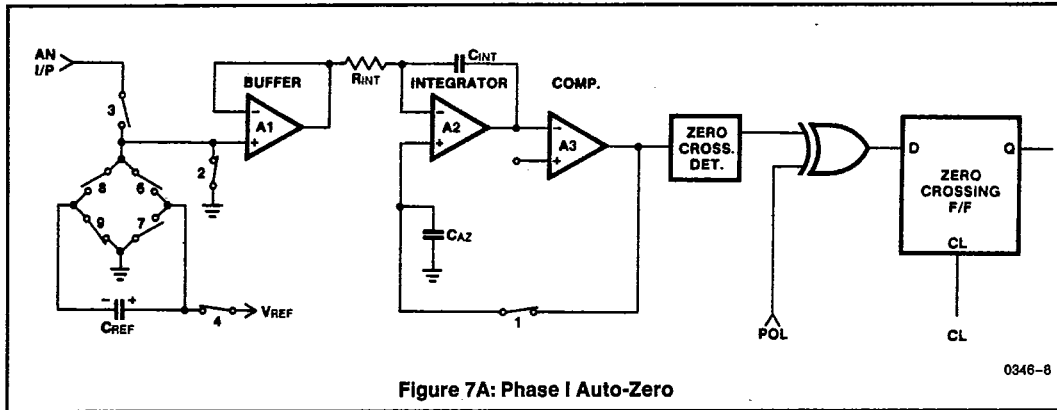 AN
I/P
3
8
6
9
7
2
− +
CREF
4
VREF
BUFFER
−
A1
+
RINT
CINT
INTEGRATOR
−
A2
+
CAZ
1
COMP.
−
A3
+
ZERO
CROSS.
DET.
POL
D
Q
ZERO
CROSSING
F/F
CL
CL
0346–8
Figure 7A: Phase I Auto-Zero